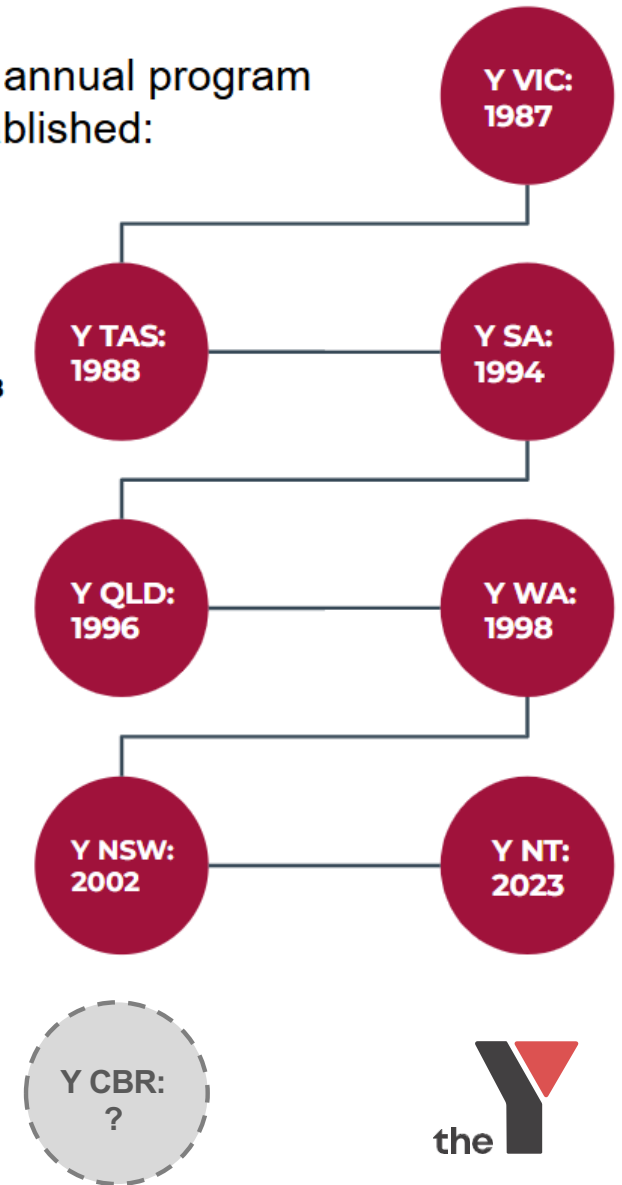 annual program
blished:
Y VIC:
1987
Y TAS:
1988
Y SA:
1994
Y QLD:
1996
Y WA:
1998
Y NSW:
2002
Y NT:
2023
Y CBR:
?
the Y